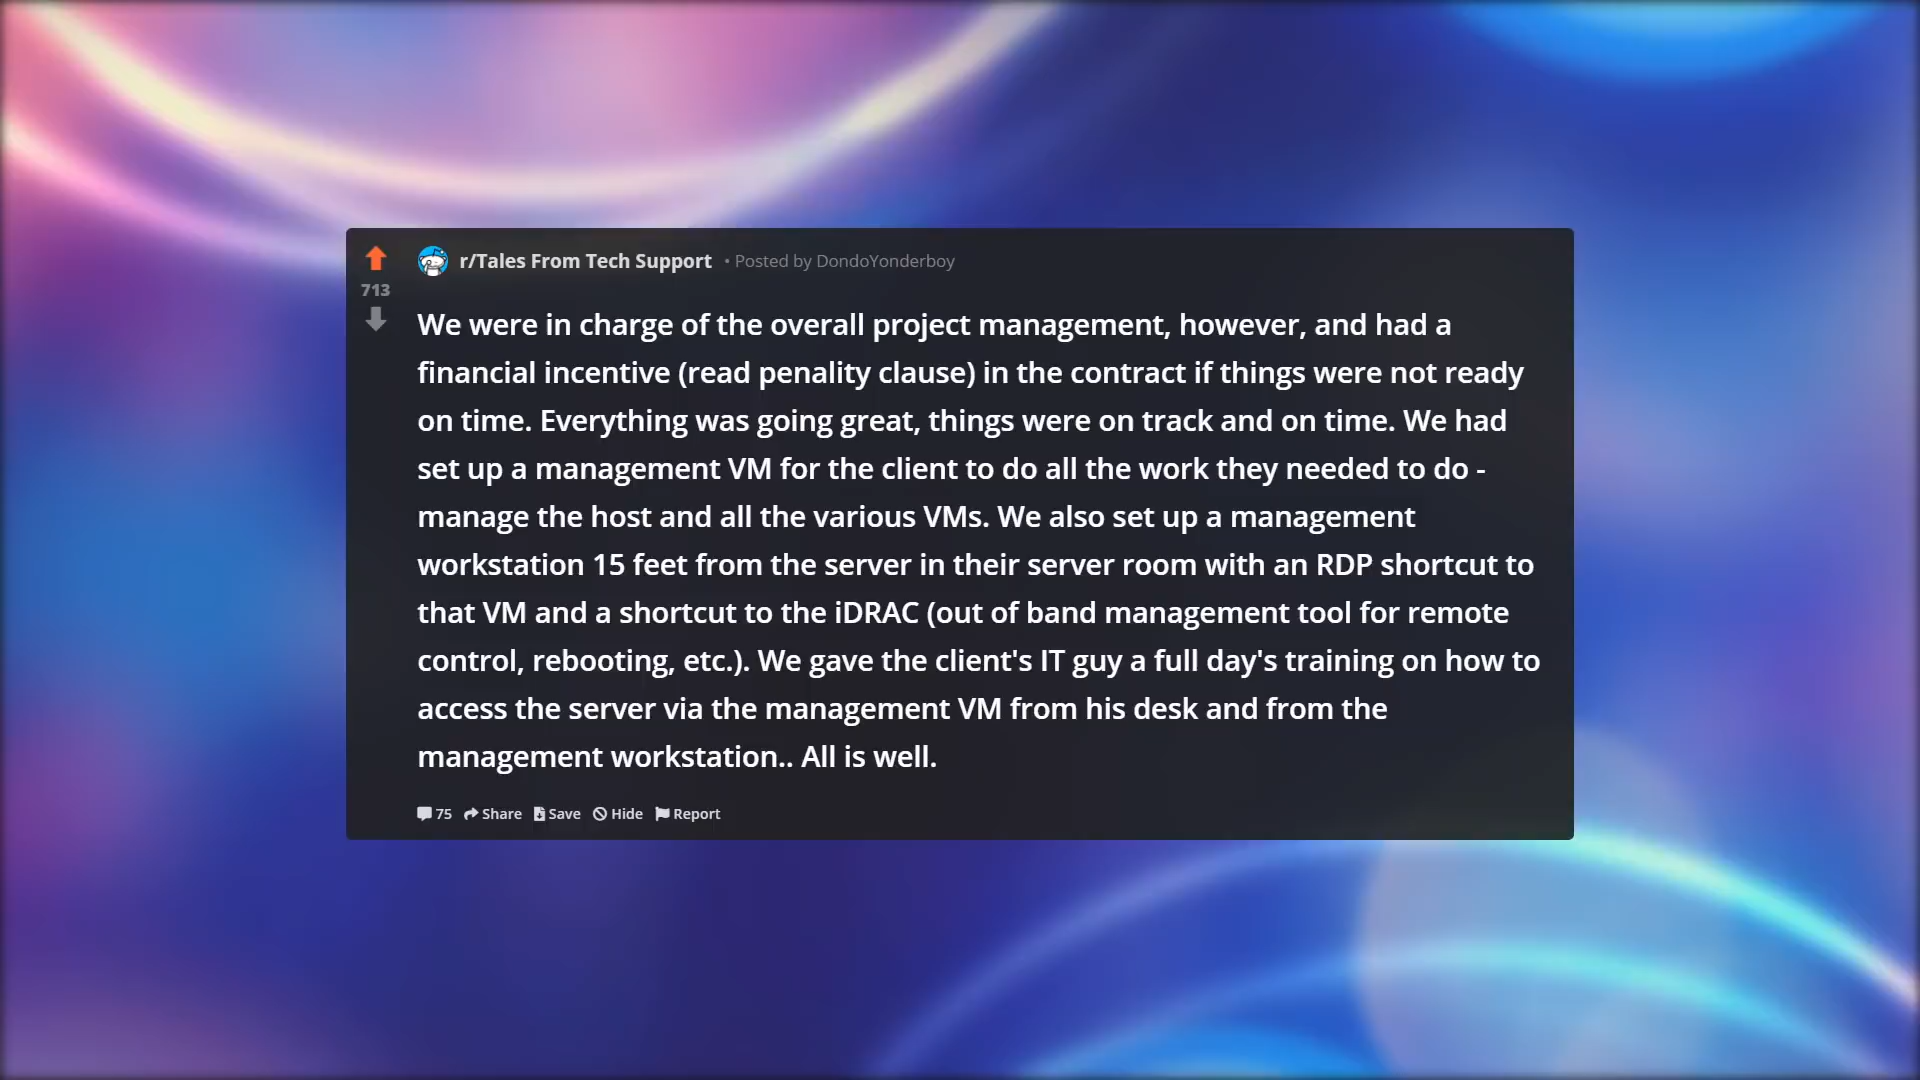 r/Tales From Tech Support • Posted by DondoYonderboy
713
We were in charge of the overall project management, however, and had a
financial incentive (read penality clause) in the contract if things were not ready
on time. Everything was going great, things were on track and on time. We had
set up a management VM for the client to do all the work they needed to do -
manage the host and all the various VMs. We also set up a management
workstation 15 feet from the server in their server room with an RDP shortcut to
that VM and a shortcut to the iDRAC (out of band management tool for remote
control, rebooting, etc.). We gave the client's IT guy a full day's training on how to
access the server via the management VM from his desk and from the
management workstation.. All is well.
75 Share Save Hide Report